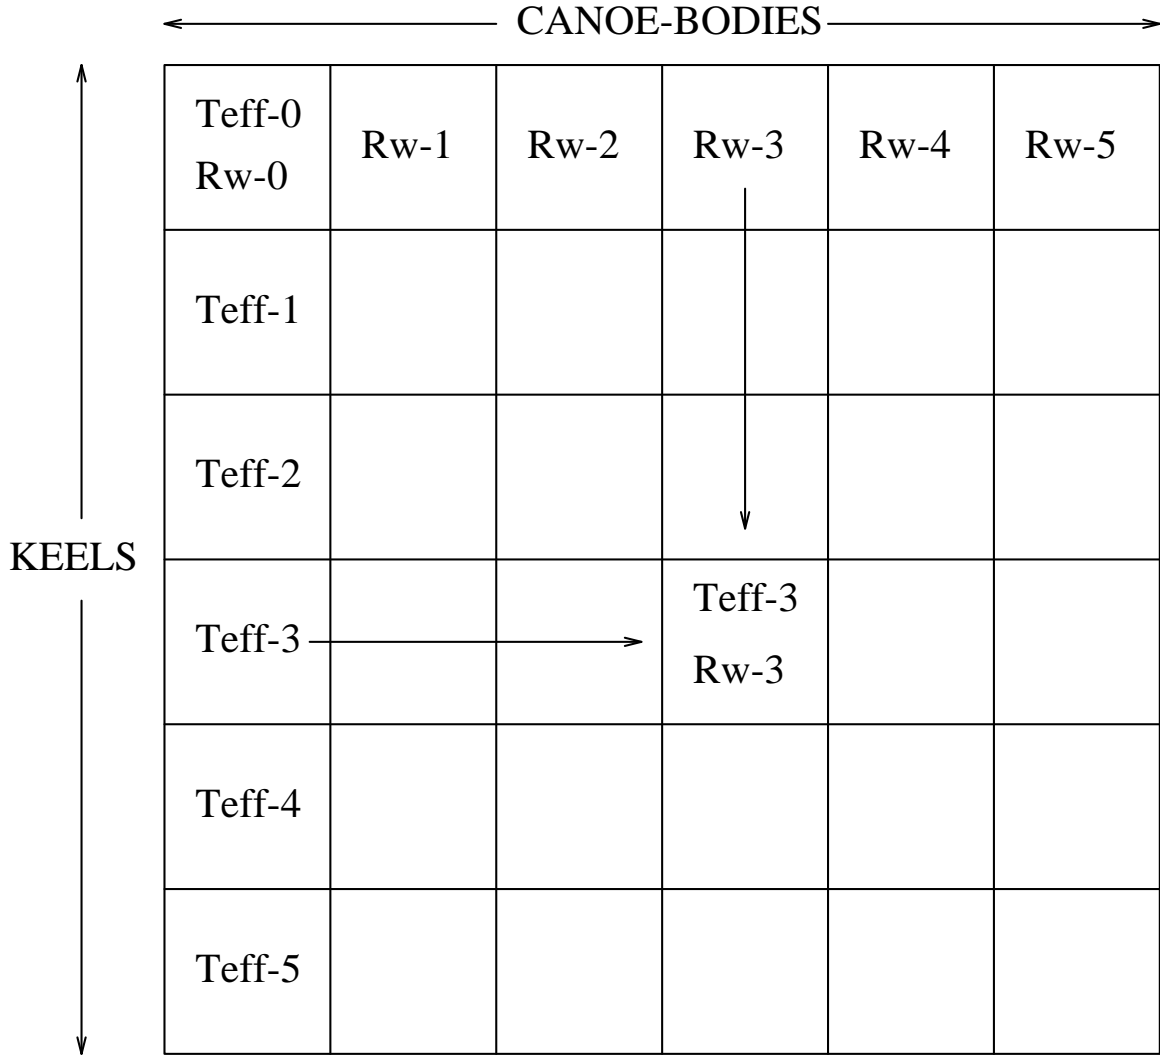 CANOE-BODIES
Teff-0
Rw-0
Rw-1
Rw-2
Rw-3
Rw-4
Rw-5
Teff-1
Teff-2
KEELS
Teff-3
Teff-3
Rw-3
Teff-4
Teff-5